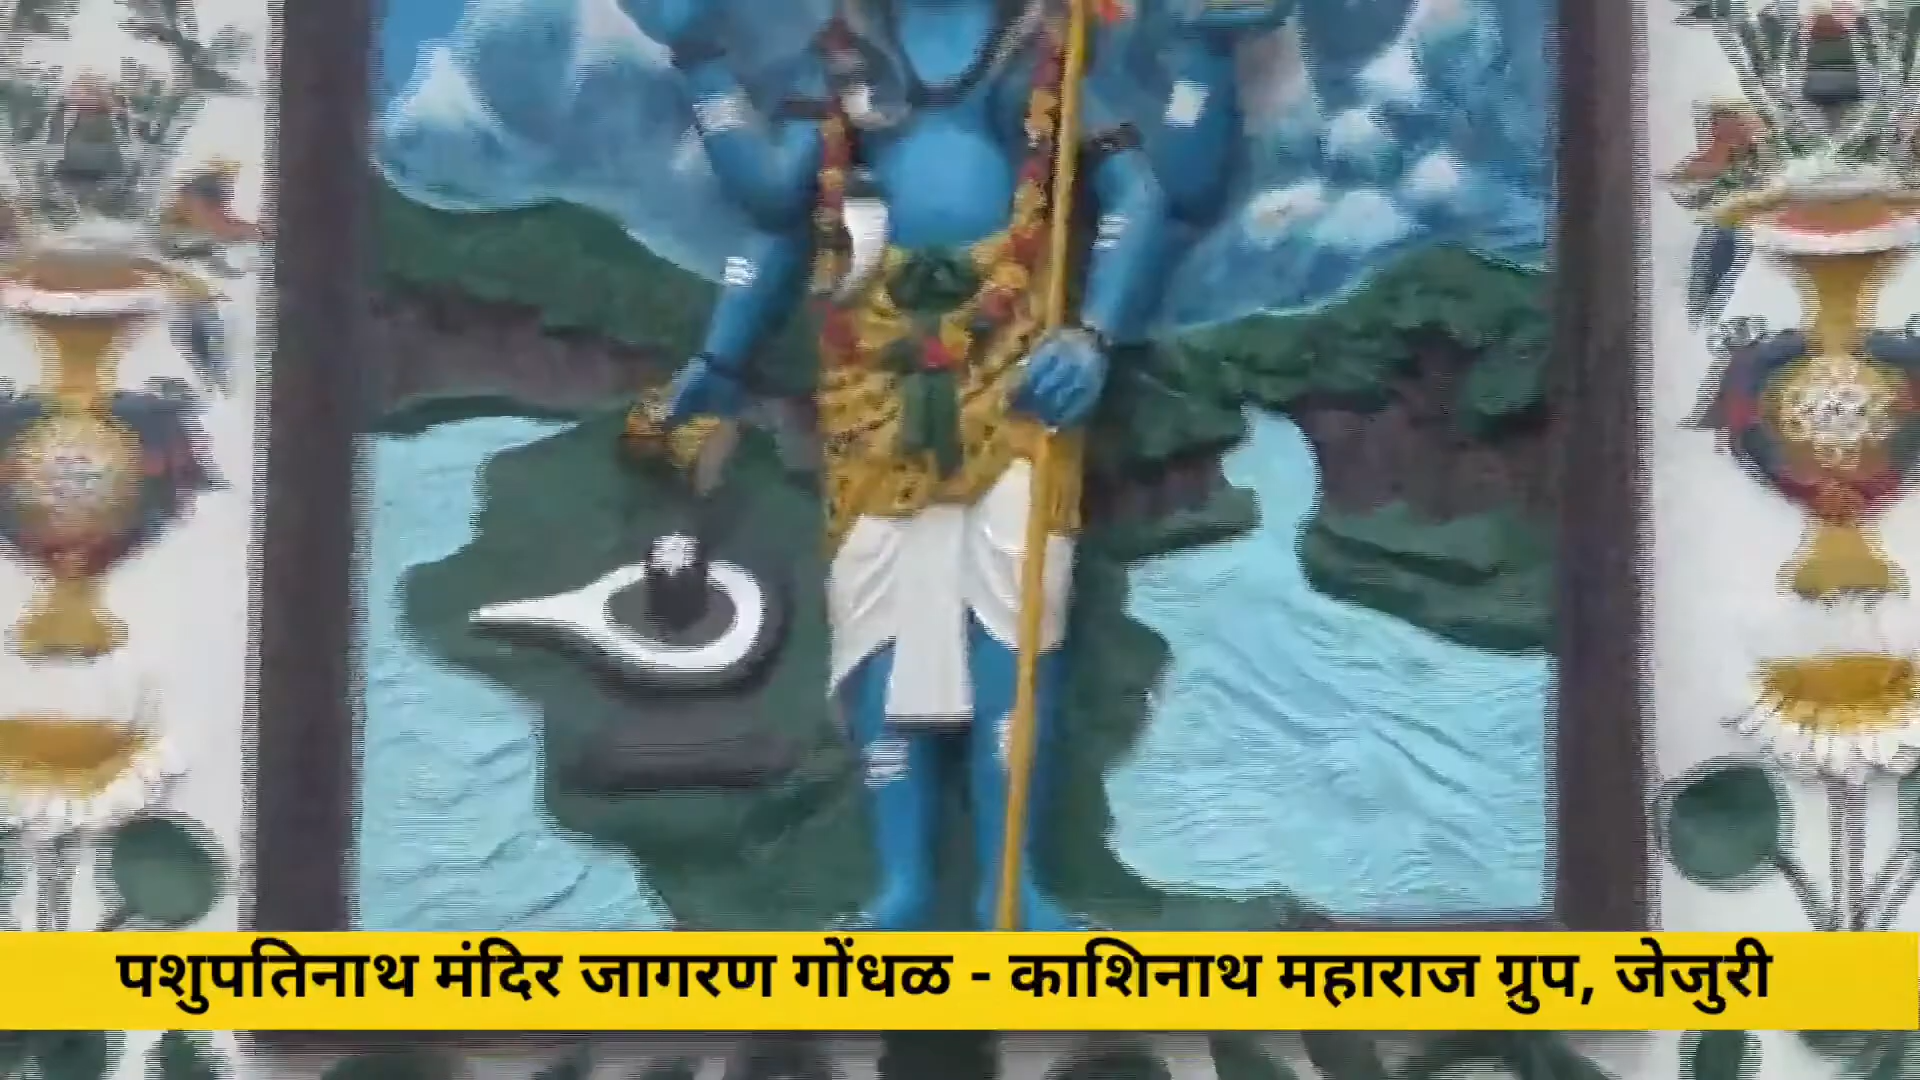 पशुपतिनाथ मंदिर जागरण गोंधळ - काशिनाथ महाराज ग्रुप, जेजुरी